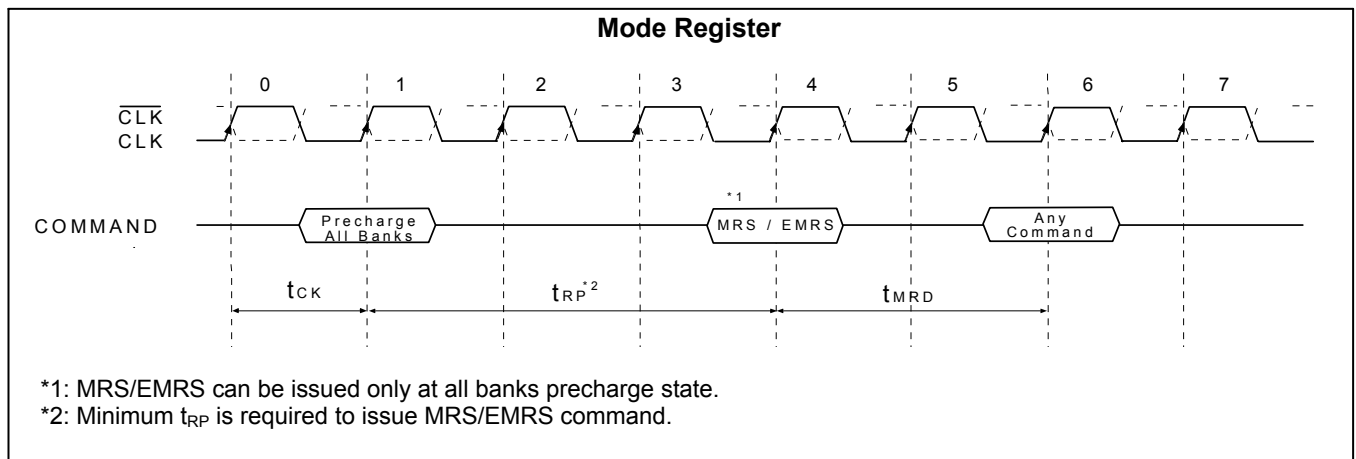 Mode Register
0 1 2 3 4 5 6 7
CLK
CLK
*1
COMMAND
Precharge
All Banks
MRS / EMRS
Any
Command
tCK
tRP*2
tMRD
*1: MRS/EMRS can be issued only at all banks precharge state.
*2: Minimum tRP is required to issue MRS/EMRS command.